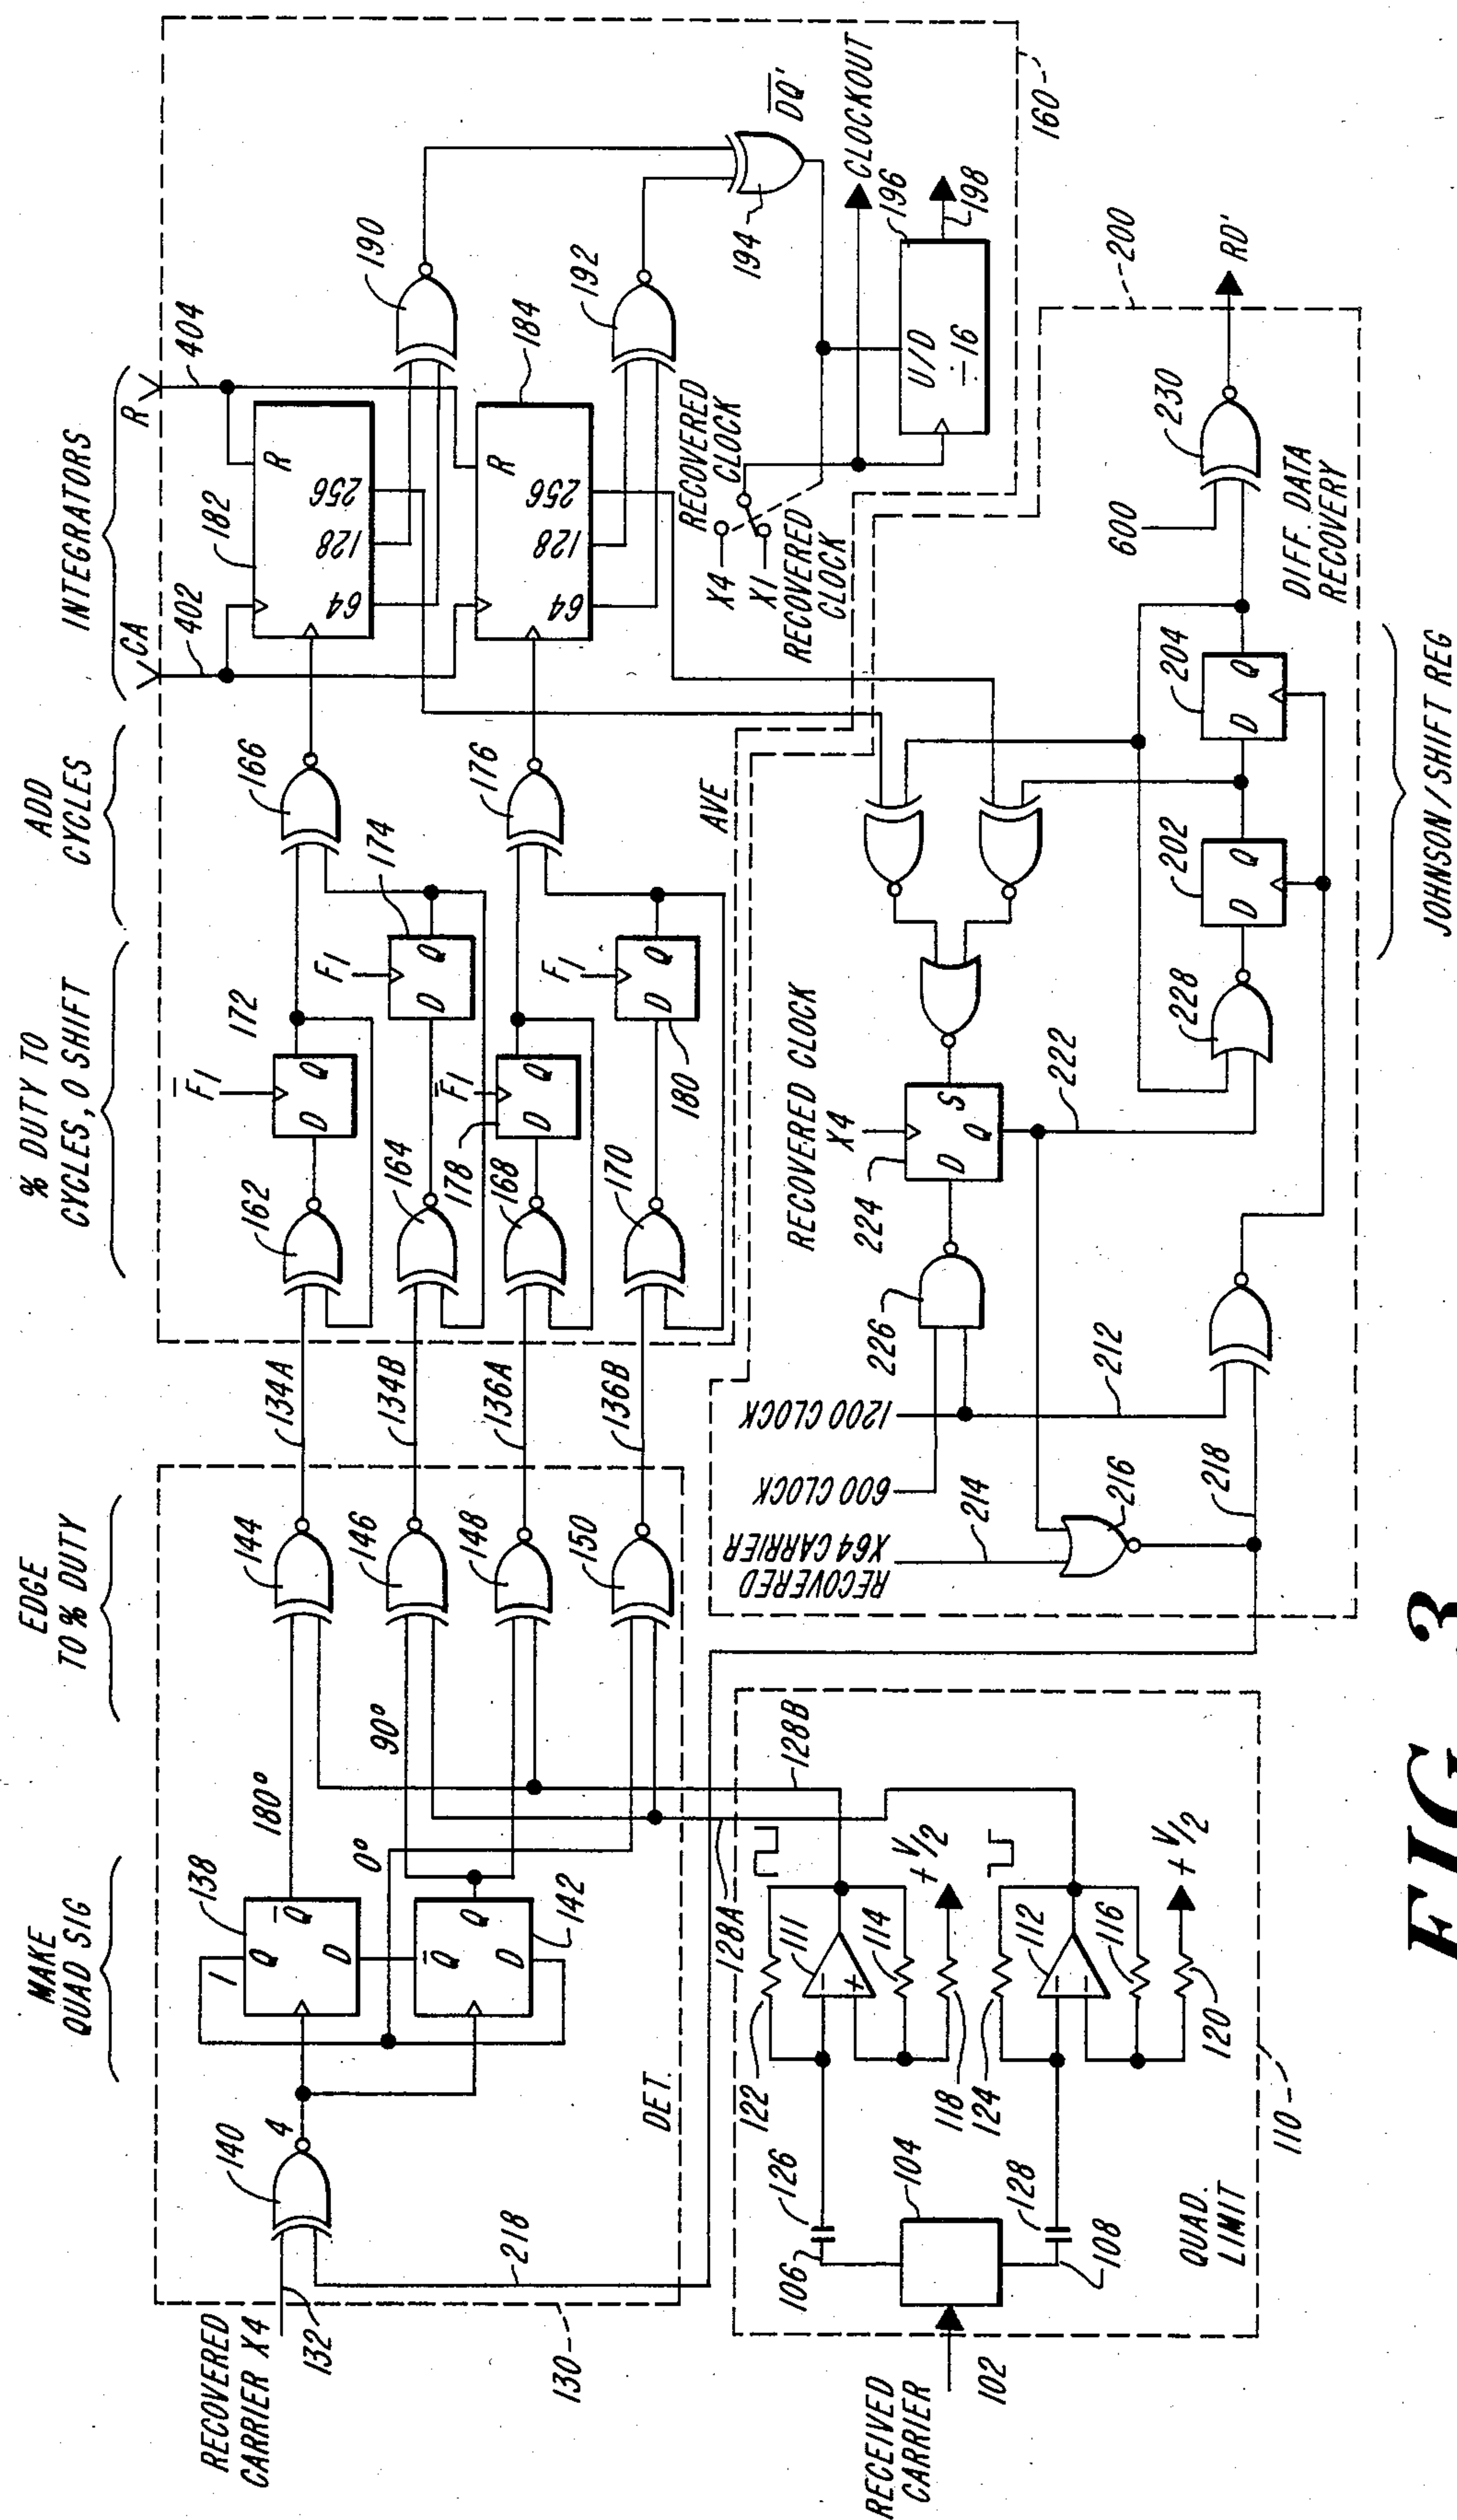 MAKE
QUAD SIG
EDGE
TO % DUTY
% DUTY TO
CYCLES, 0 SHIFT
ADD
CYCLES
INTEGRATORS
RECOVERED
CARRIER X4
132
140
4
218
138
1
Q
Q̅
D
180°
0°
142
Q̅
Q
D
90°
144
146
148
150
134A
134B
136A
136B
DET.
130
162
164
168
170
F̅1
172
D
Q
F1
174
D
Q
F̅1
178
D
Q
F1
180
D
Q
166
176
AVE
CA
402
R
404
182
R
64
128
256
184
R
64
128
256
190
192
194
D̅Q̅'
X4
RECOVERED
CLOCK
X1
RECOVERED
CLOCK
CLOCKOUT
196
U/D
÷16
198
160
RECEIVED
CARRIER
102
104
106
108
126
128
122
111
-
+
114
118
+ V/2
124
112
116
120
+ V/2
128A
128B
QUAD.
LIMIT
110
RECOVERED
X64 CARRIER
214
600 CLOCK
1200 CLOCK
212
216
218
226
224
RECOVERED CLOCK
X4
D
S
Q
222
228
202
D
Q
204
D
Q
600
230
DIFF. DATA
RECOVERY
RD'
200
JOHNSON/SHIFT REG
FIG 3